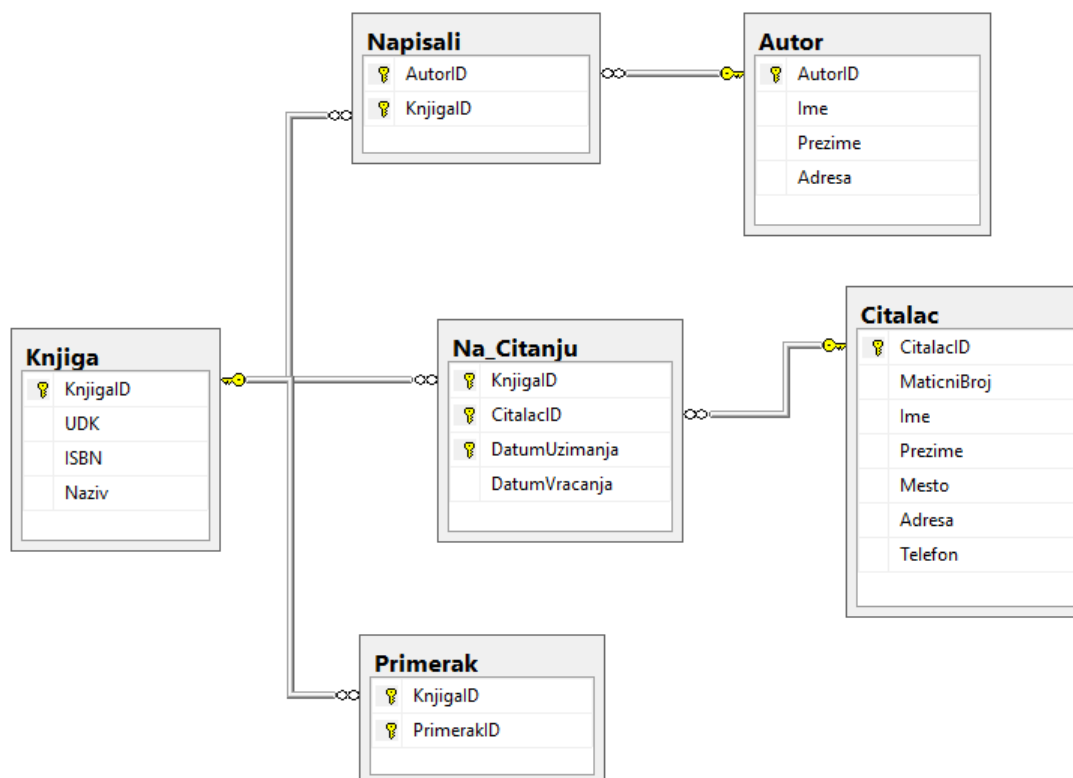 Napisali
AutorID
KnjigaID
Autor
AutorID
Ime
Prezime
Adresa
Knjiga
KnjigaID
UDK
ISBN
Naziv
Na_Citanju
KnjigaID
CitalacID
DatumUzimanja
DatumVracanja
Citalac
CitalacID
MaticniBroj
Ime
Prezime
Mesto
Adresa
Telefon
Primerak
KnjigaID
PrimerakID